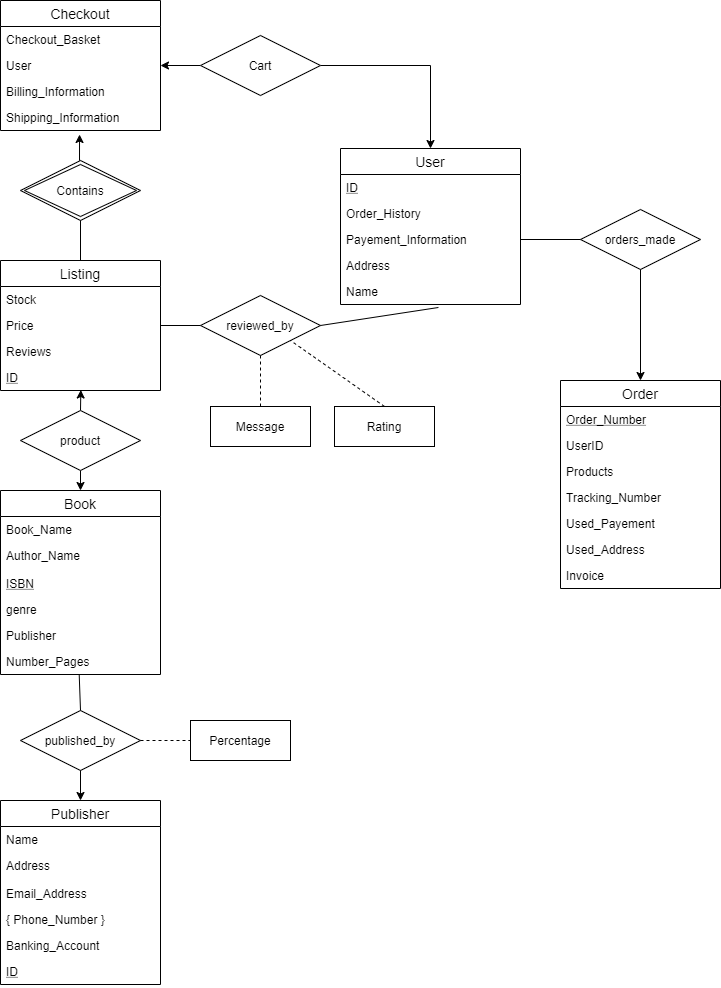 Checkout
Checkout_Basket
User
Billing_Information
Shipping_Information
Cart
Contains
User
ID
Order_History
Payement_Information
Address
Name
orders_made
Listing
Stock
Price
Reviews
ID
reviewed_by
Message
Rating
Order
Order_Number
UserID
Products
Tracking_Number
Used_Payement
Used_Address
Invoice
product
Book
Book_Name
Author_Name
ISBN
genre
Publisher
Number_Pages
published_by
Percentage
Publisher
Name
Address
Email_Address
{ Phone_Number }
Banking_Account
ID